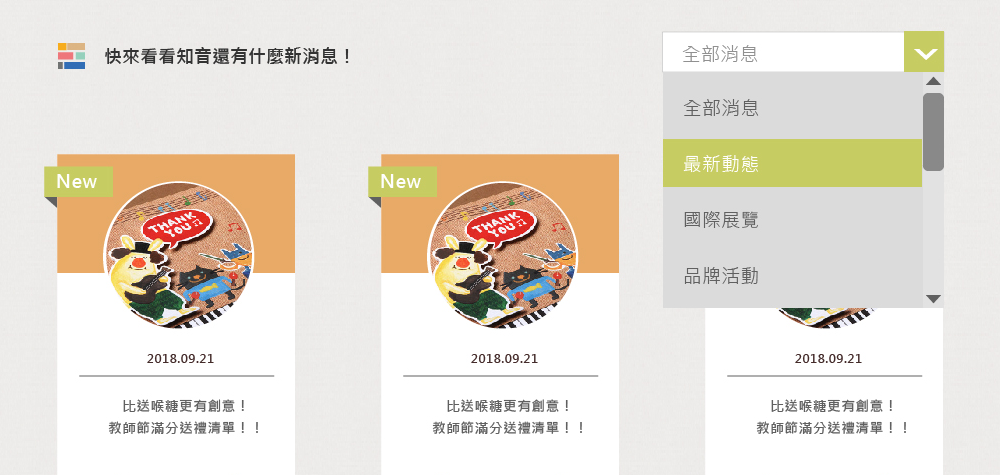 快來看看知音還有什麼新消息！
全部消息
全部消息
最新動態
國際展覽
品牌活動
New
THANK
YOU
2018.09.21
比送喉糖更有創意！
教師節滿分送禮清單！！
New
THANK
YOU
2018.09.21
比送喉糖更有創意！
教師節滿分送禮清單！！
2018.09.21
比送喉糖更有創意！
教師節滿分送禮清單！！